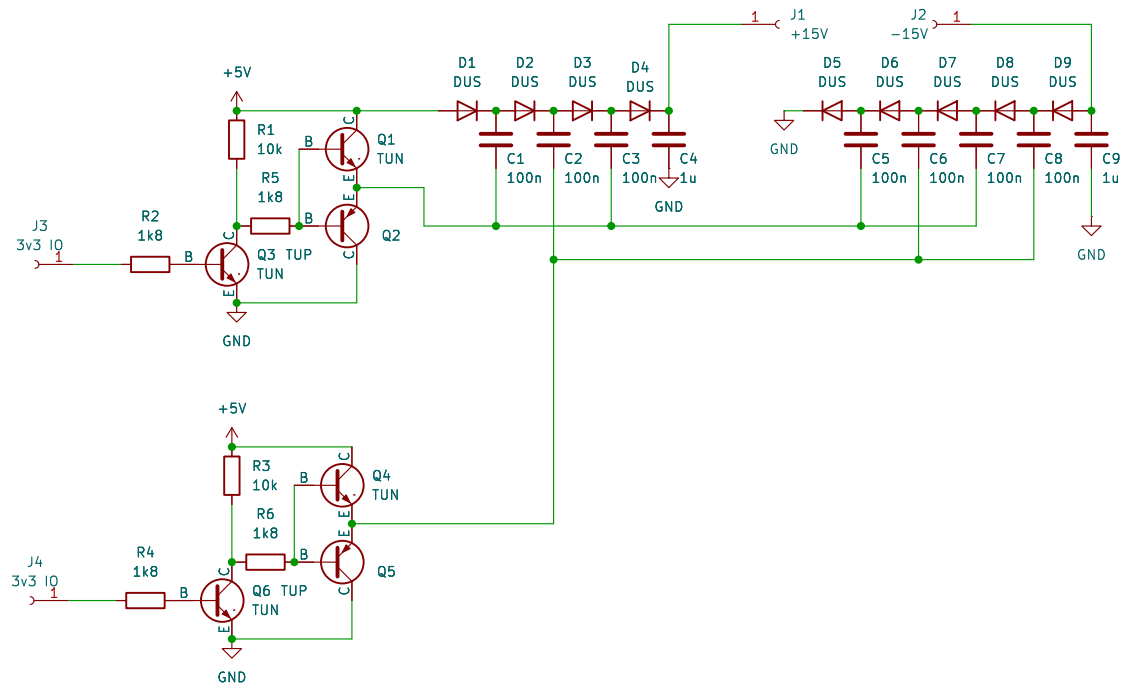 1
J1
+15V
J2
-15V
1
D1
DUS
D2
DUS
D3
DUS
D4
DUS
D5
DUS
D6
DUS
D7
DUS
D8
DUS
D9
DUS
+5V
R1
10k
C
B
Q1
TUN
E
C1
100n
C2
100n
C3
100n
C4
1u
GND
GND
C5
100n
C6
100n
C7
100n
C8
100n
C9
1u
GND
R5
1k8
E
B
Q2
C
J3
3v3 IO
1
R2
1k8
B
C
Q3 TUP
TUN
E
GND
+5V
R3
10k
C
B
Q4
TUN
E
R6
1k8
E
B
Q5
C
J4
3v3 IO
1
R4
1k8
B
C
Q6 TUP
TUN
E
GND